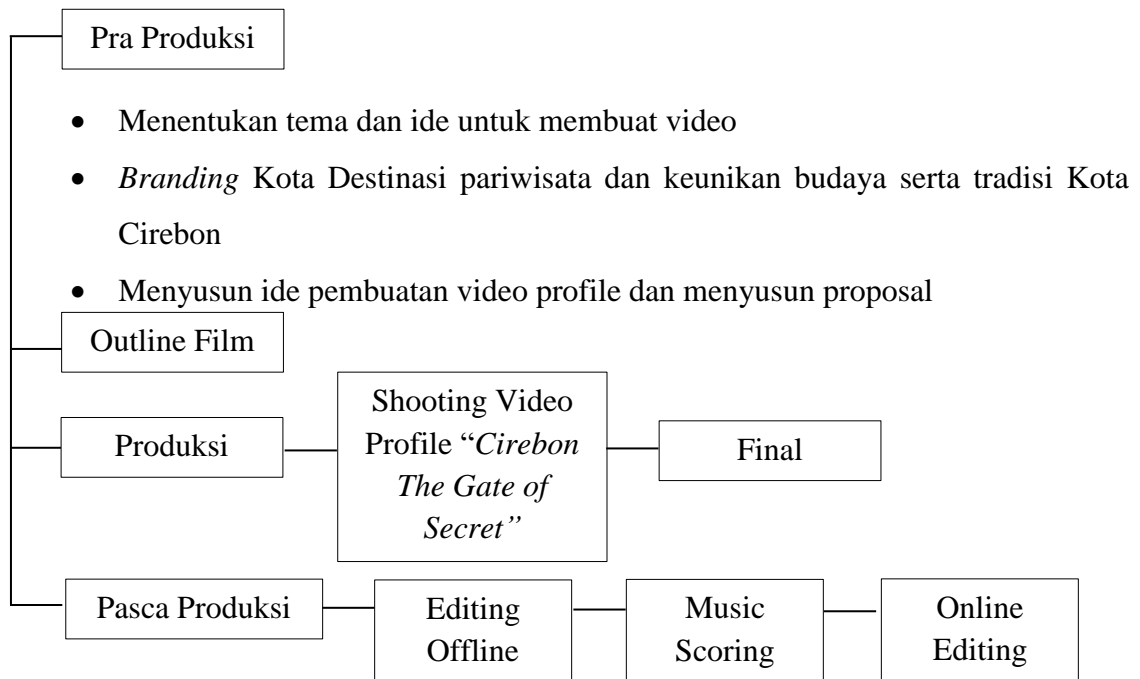 Pra Produksi
• Menentukan tema dan ide untuk membuat video
• Branding Kota Destinasi pariwisata dan keunikan budaya serta tradisi Kota
Cirebon
• Menyusun ide pembuatan video profile dan menyusun proposal
Outline Film
Produksi
Shooting Video
Profile “Cirebon
The Gate of
Secret”
Final
Pasca Produksi
Editing
Offline
Music
Scoring
Online
Editing